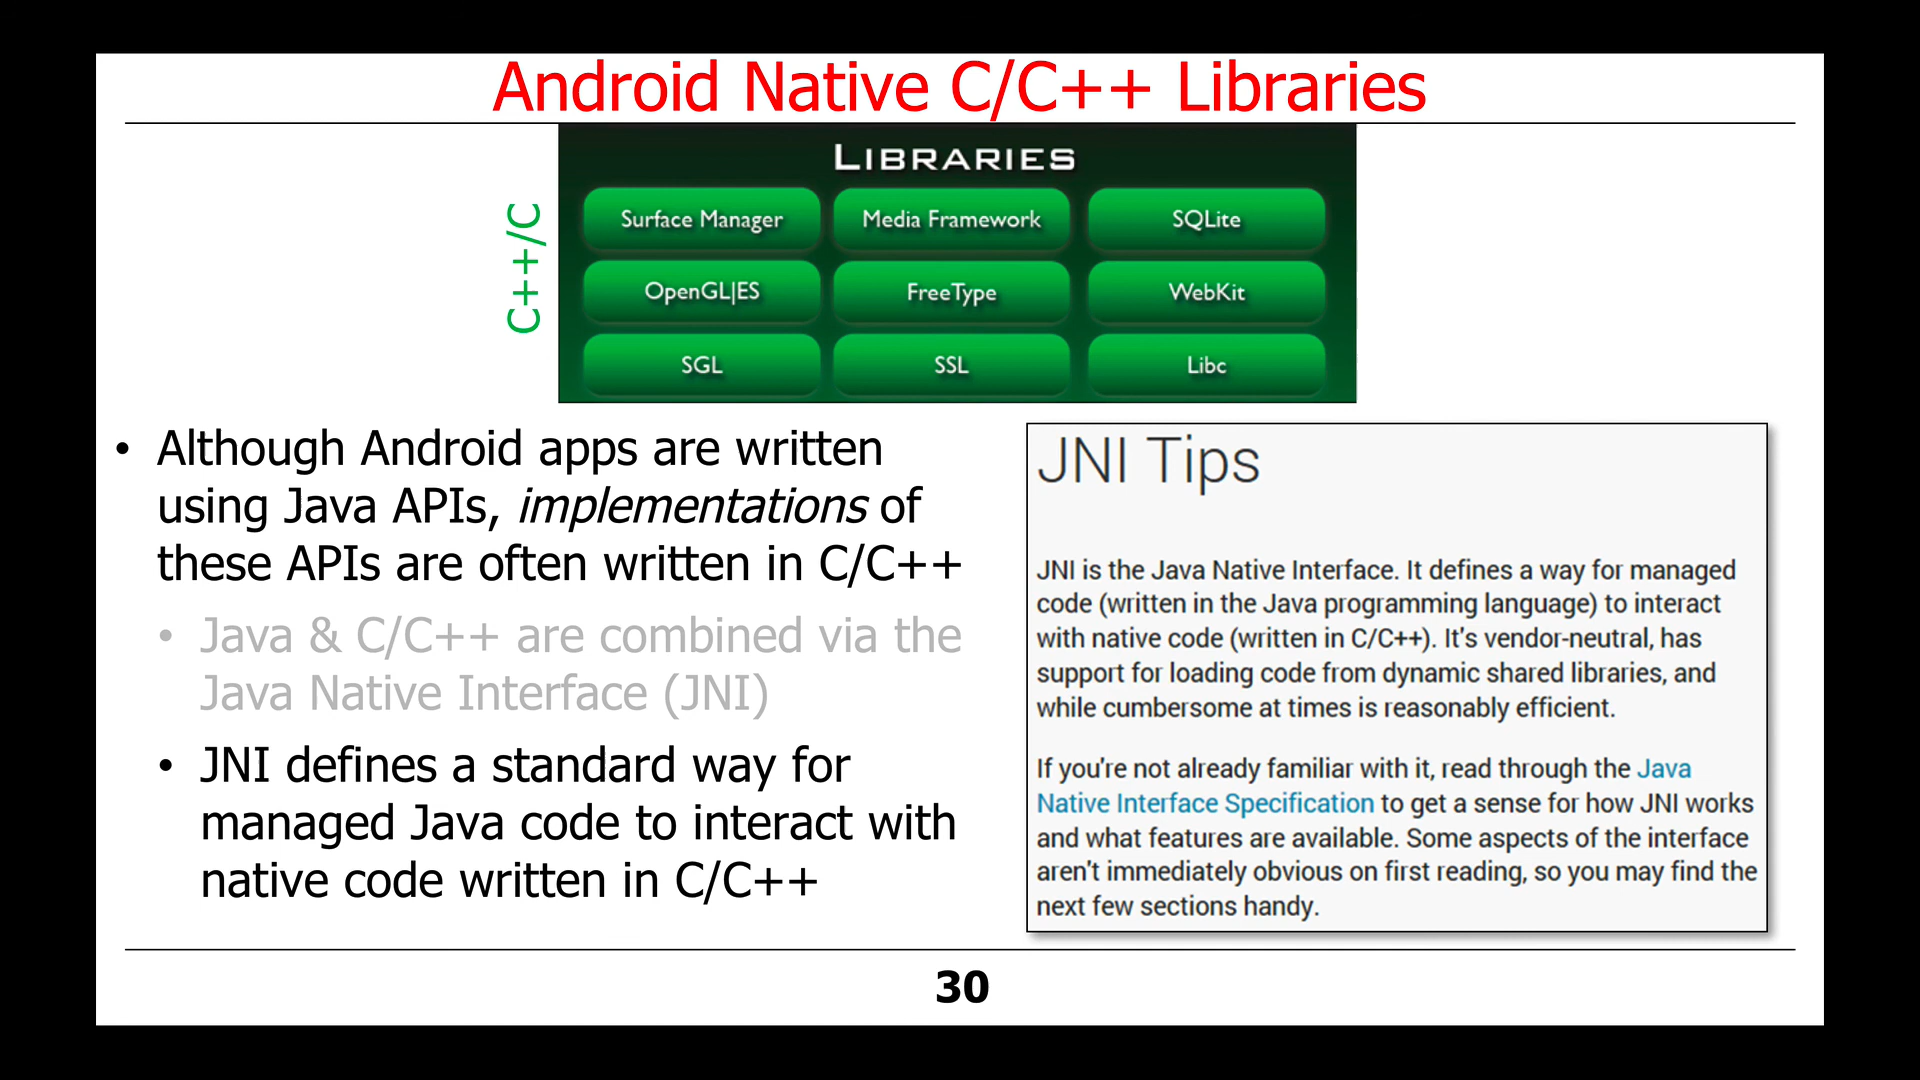 Android Native C/C++ Libraries
LIBRARIES
C++/C
Surface Manager
Media Framework
SQLite
OpenGL|ES
FreeType
WebKit
SGL
SSL
Libc
• Although Android apps are written
using Java APIs, implementations of
these APIs are often written in C/C++
• Java & C/C++ are combined via the
Java Native Interface (JNI)
• JNI defines a standard way for
managed Java code to interact with
native code written in C/C++
JNI Tips
JNI is the Java Native Interface. It defines a way for managed
code (written in the Java programming language) to interact
with native code (written in C/C++). It's vendor-neutral, has
support for loading code from dynamic shared libraries, and
while cumbersome at times is reasonably efficient.
If you're not already familiar with it, read through the Java
Native Interface Specification to get a sense for how JNI works
and what features are available. Some aspects of the interface
aren't immediately obvious on first reading, so you may find the
next few sections handy.
30